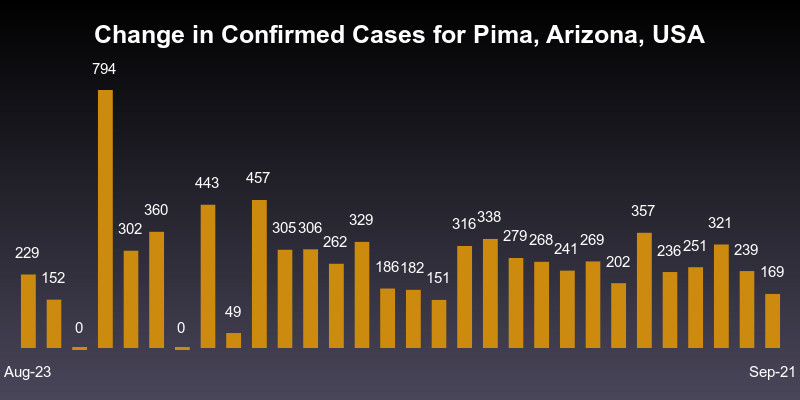 Change in Confirmed Cases for Pima, Arizona, USA
229 152 0 794 302 360 0 443 49 457 305 306 262 329 186 182 151 316 338 279 268 241 269 202 357 236 251 321 239 169
Aug-23 Sep-21